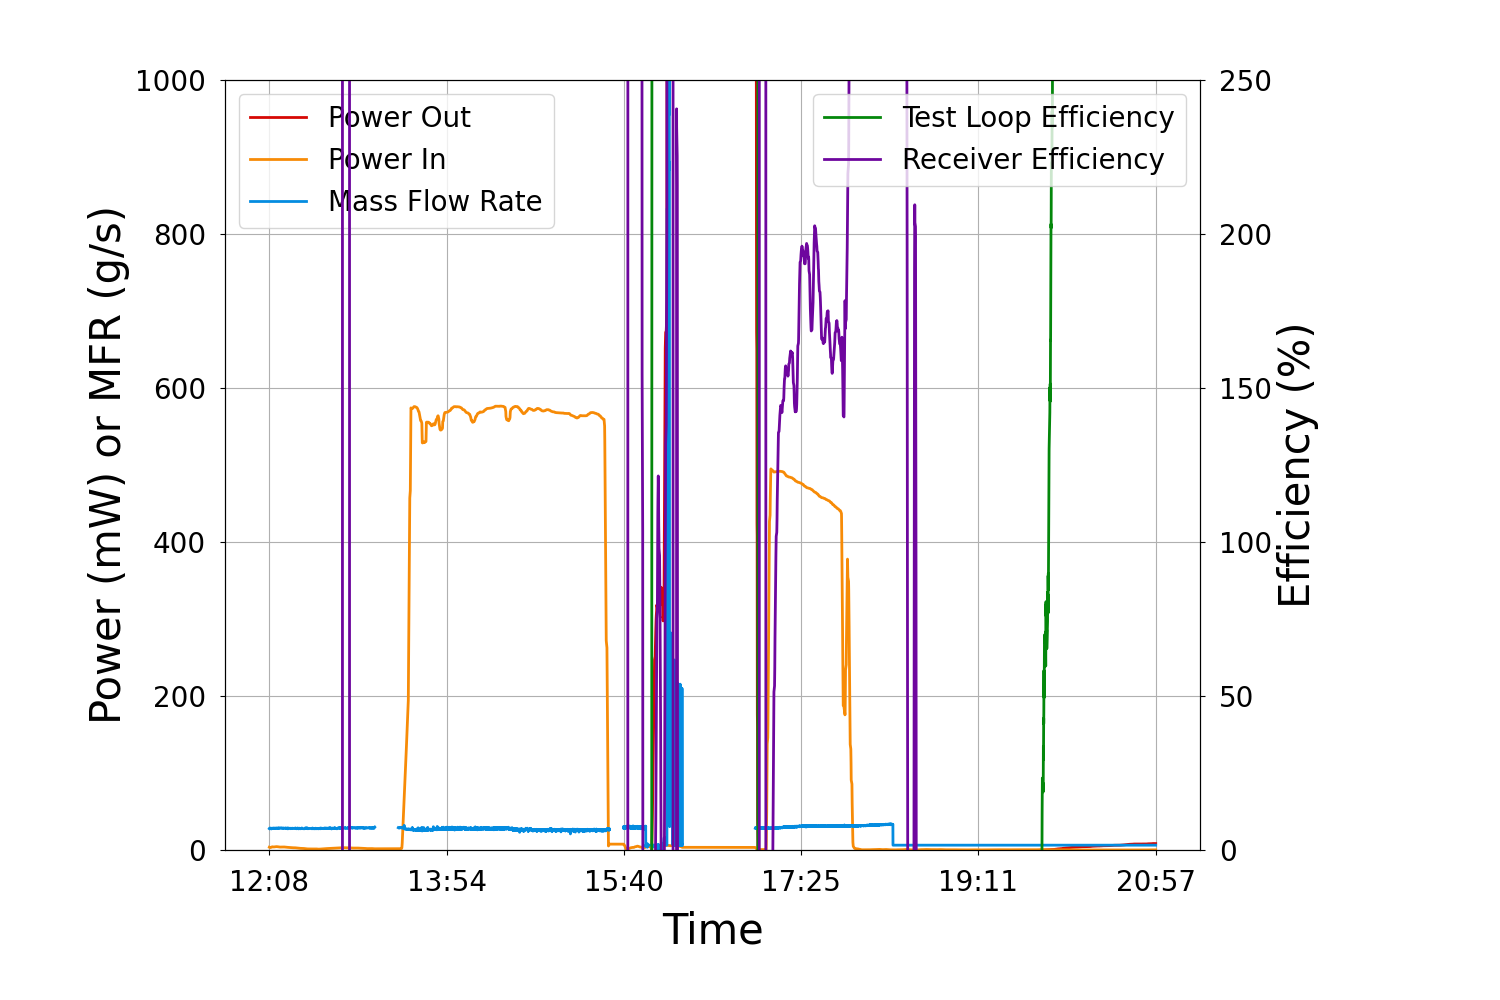 1000
800
600
400
200
0
Power (mW) or MFR (g/s)
Power Out
Power In
Mass Flow Rate
Test Loop Efficiency
Receiver Efficiency
250
200
150
100
50
0
Efficiency (%)
12:08 13:54 15:40 17:25 19:11 20:57
Time